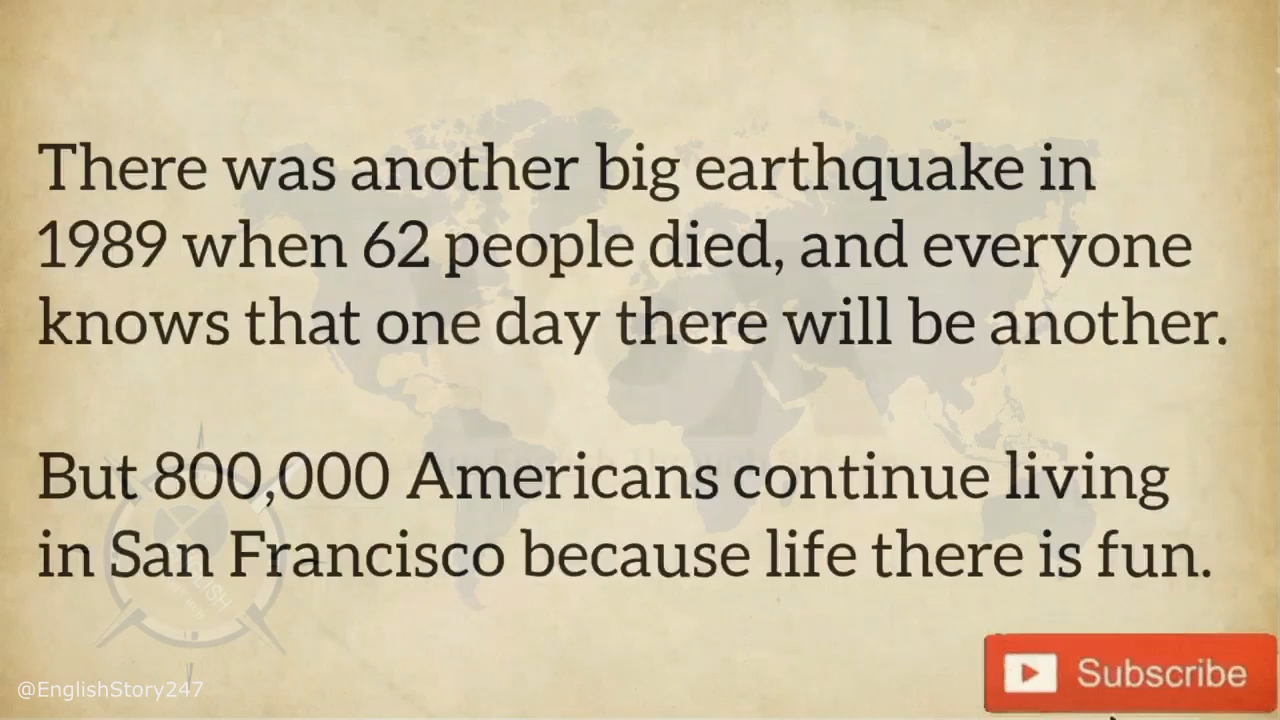 There was another big earthquake in
1989 when 62 people died, and everyone
knows that one day there will be another.
But 800,000 Americans continue living
in San Francisco because life there is fun.
@EnglishStory247
Subscribe